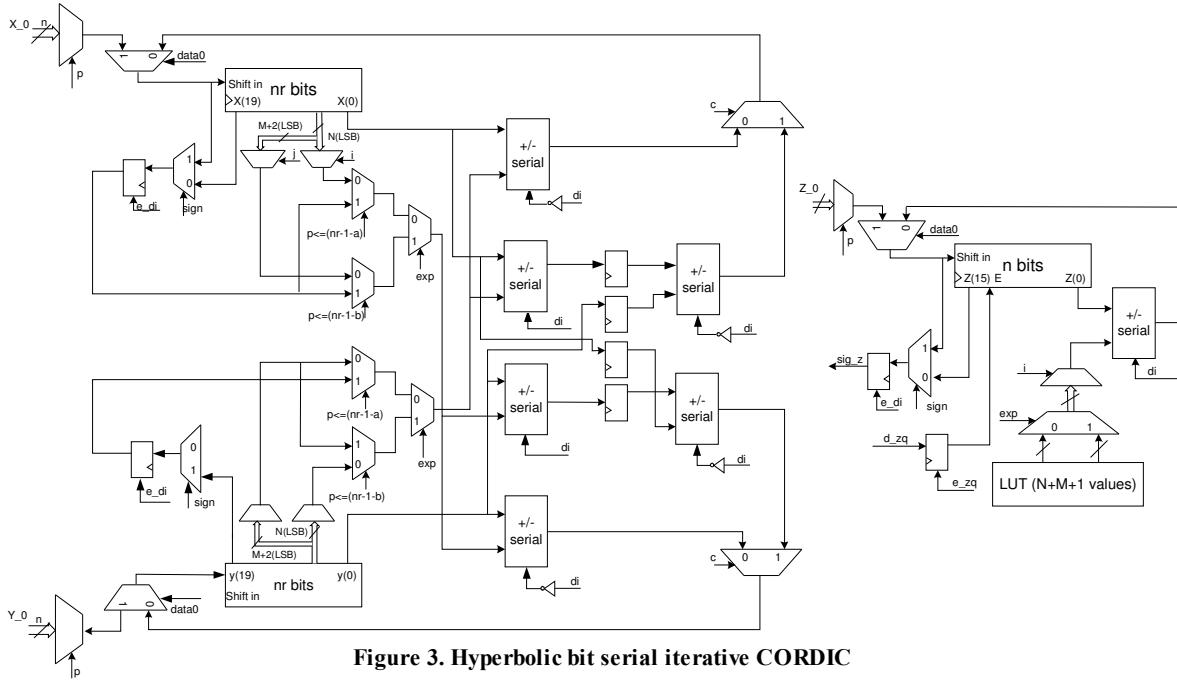 X_0 n
p
1 0
data0
Shift in
nr bits
X(19) X(0)
M+2(LSB)
N(LSB)
j
i
1
0
sign
e_di
0
1
p<=(nr-1-a)
0
1
p<=(nr-1-b)
0
1
exp
+/-
serial
di
+/-
serial
di
+/-
serial
di
c
0 1
0
1
p<=(nr-1-a)
1
0
p<=(nr-1-b)
0
1
exp
+/-
serial
di
+/-
serial
di
+/-
serial
di
c
0 1
0
1
sign
e_di
N(LSB)
M+2(LSB)
y(19) y(0)
nr bits
Shift in
1 0
data0
Y_0 n
p
Z_0 n
p
1 0
data0
Shift in
n bits
Z(15) E Z(0)
+/-
serial
di
sig_z
1
0
e_di
sign
i
exp
0 1
d_zq
e_zq
LUT (N+M+1 values)
Figure 3. Hyperbolic bit serial iterative CORDIC